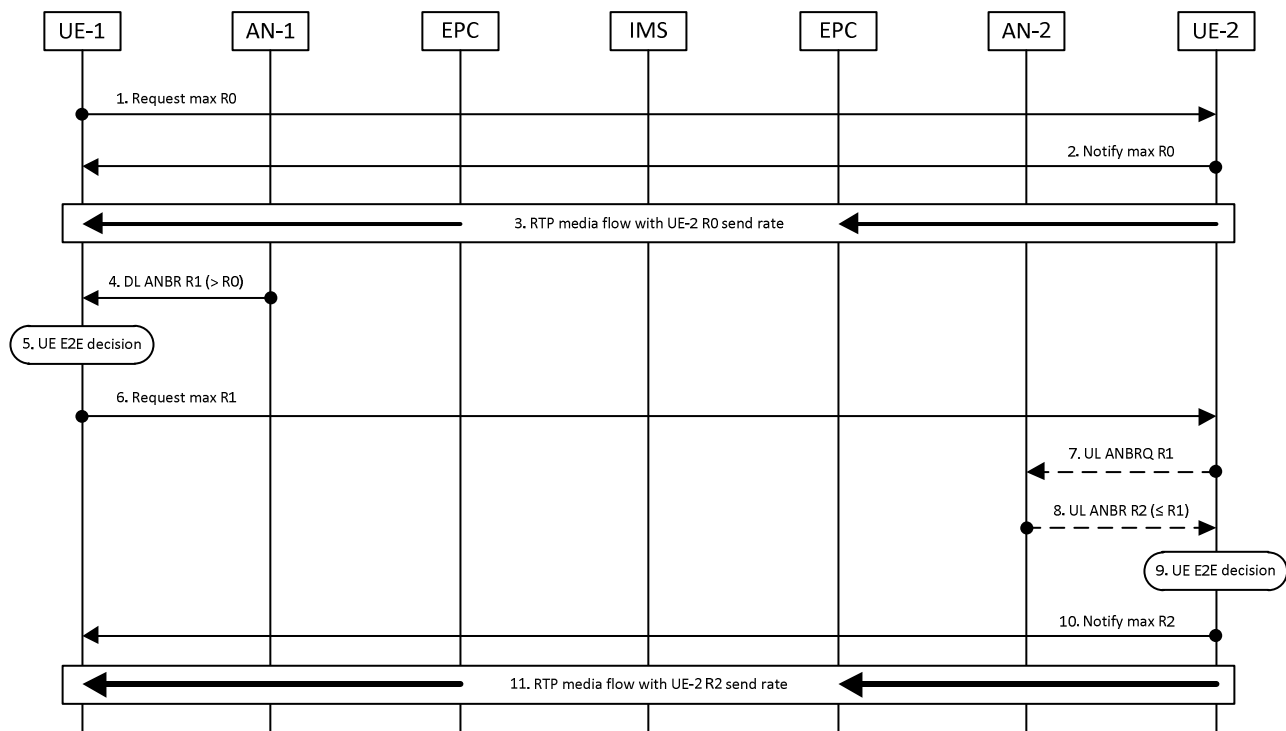 UE-1
AN-1
EPC
IMS
EPC
AN-2
UE-2
1. Request max R0
2. Notify max R0
3. RTP media flow with UE-2 R0 send rate
4. DL ANBR R1 (> R0)
5. UE E2E decision
6. Request max R1
7. UL ANBRQ R1
8. UL ANBR R2 (≤ R1)
9. UE E2E decision
10. Notify max R2
11. RTP media flow with UE-2 R2 send rate